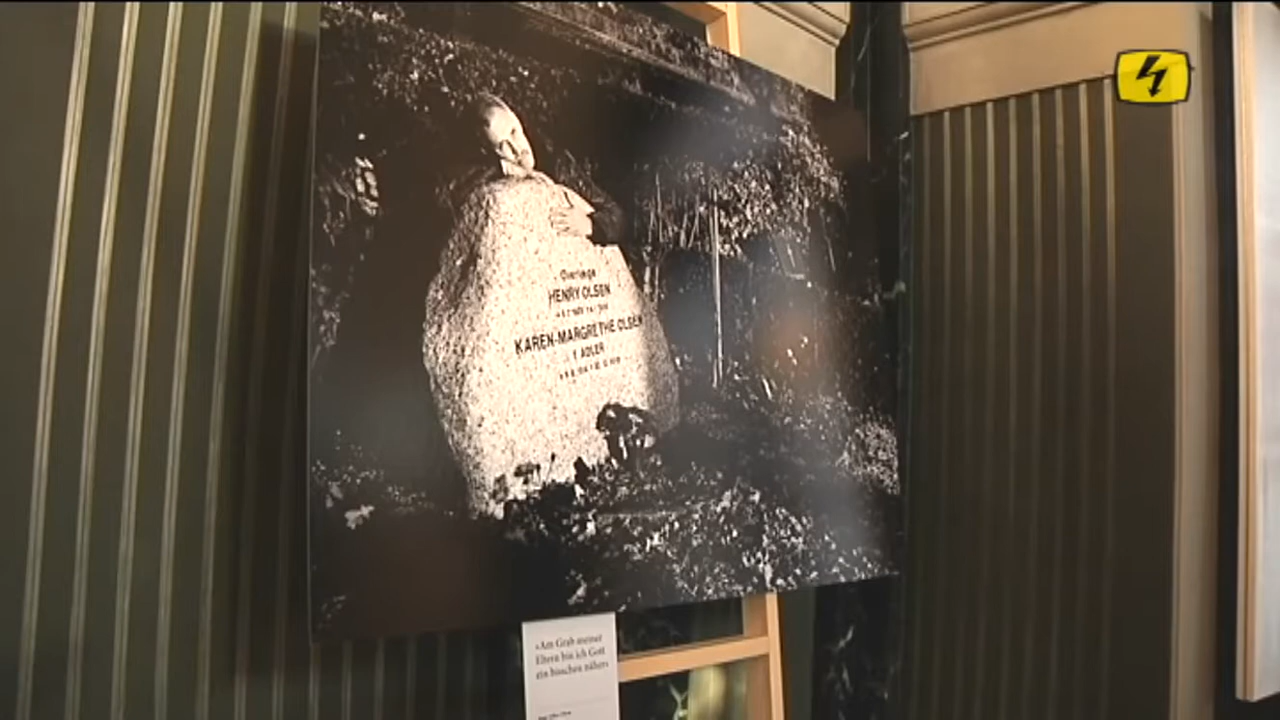 Overlæge
HENRY OLSEN
KAREN-MARGRETHE OLSEN
F. ADLER
«Am Grab meiner
Eltern bin ich Gott
ein bisschen näher»